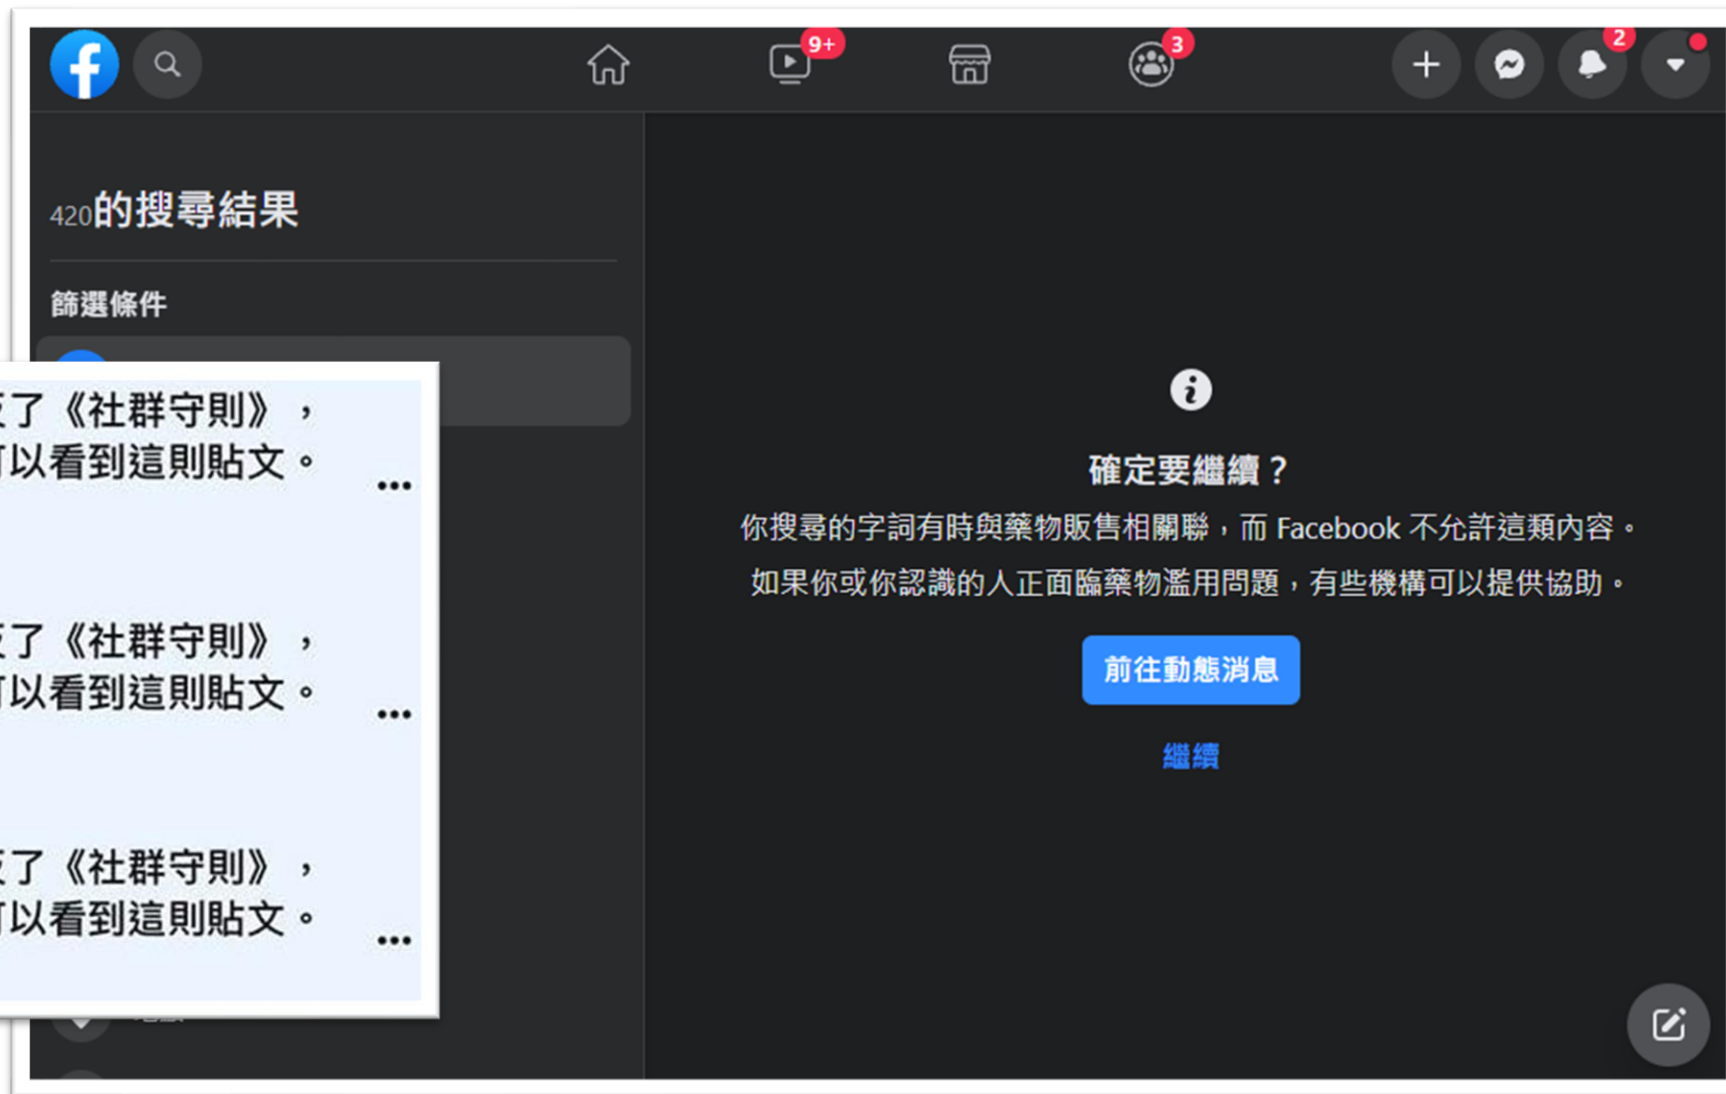 9+
3
2
420的搜尋結果
篩選條件
了《社群守則》，
以看到這則貼文。
...
了《社群守則》，
以看到這則貼文。
...
了《社群守則》，
以看到這則貼文。
...
確定要繼續？
你搜尋的字詞有時與藥物販售相關聯，而 Facebook 不允許這類內容。
如果你或你認識的人正面臨藥物濫用問題，有些機構可以提供協助。
前往動態消息
繼續